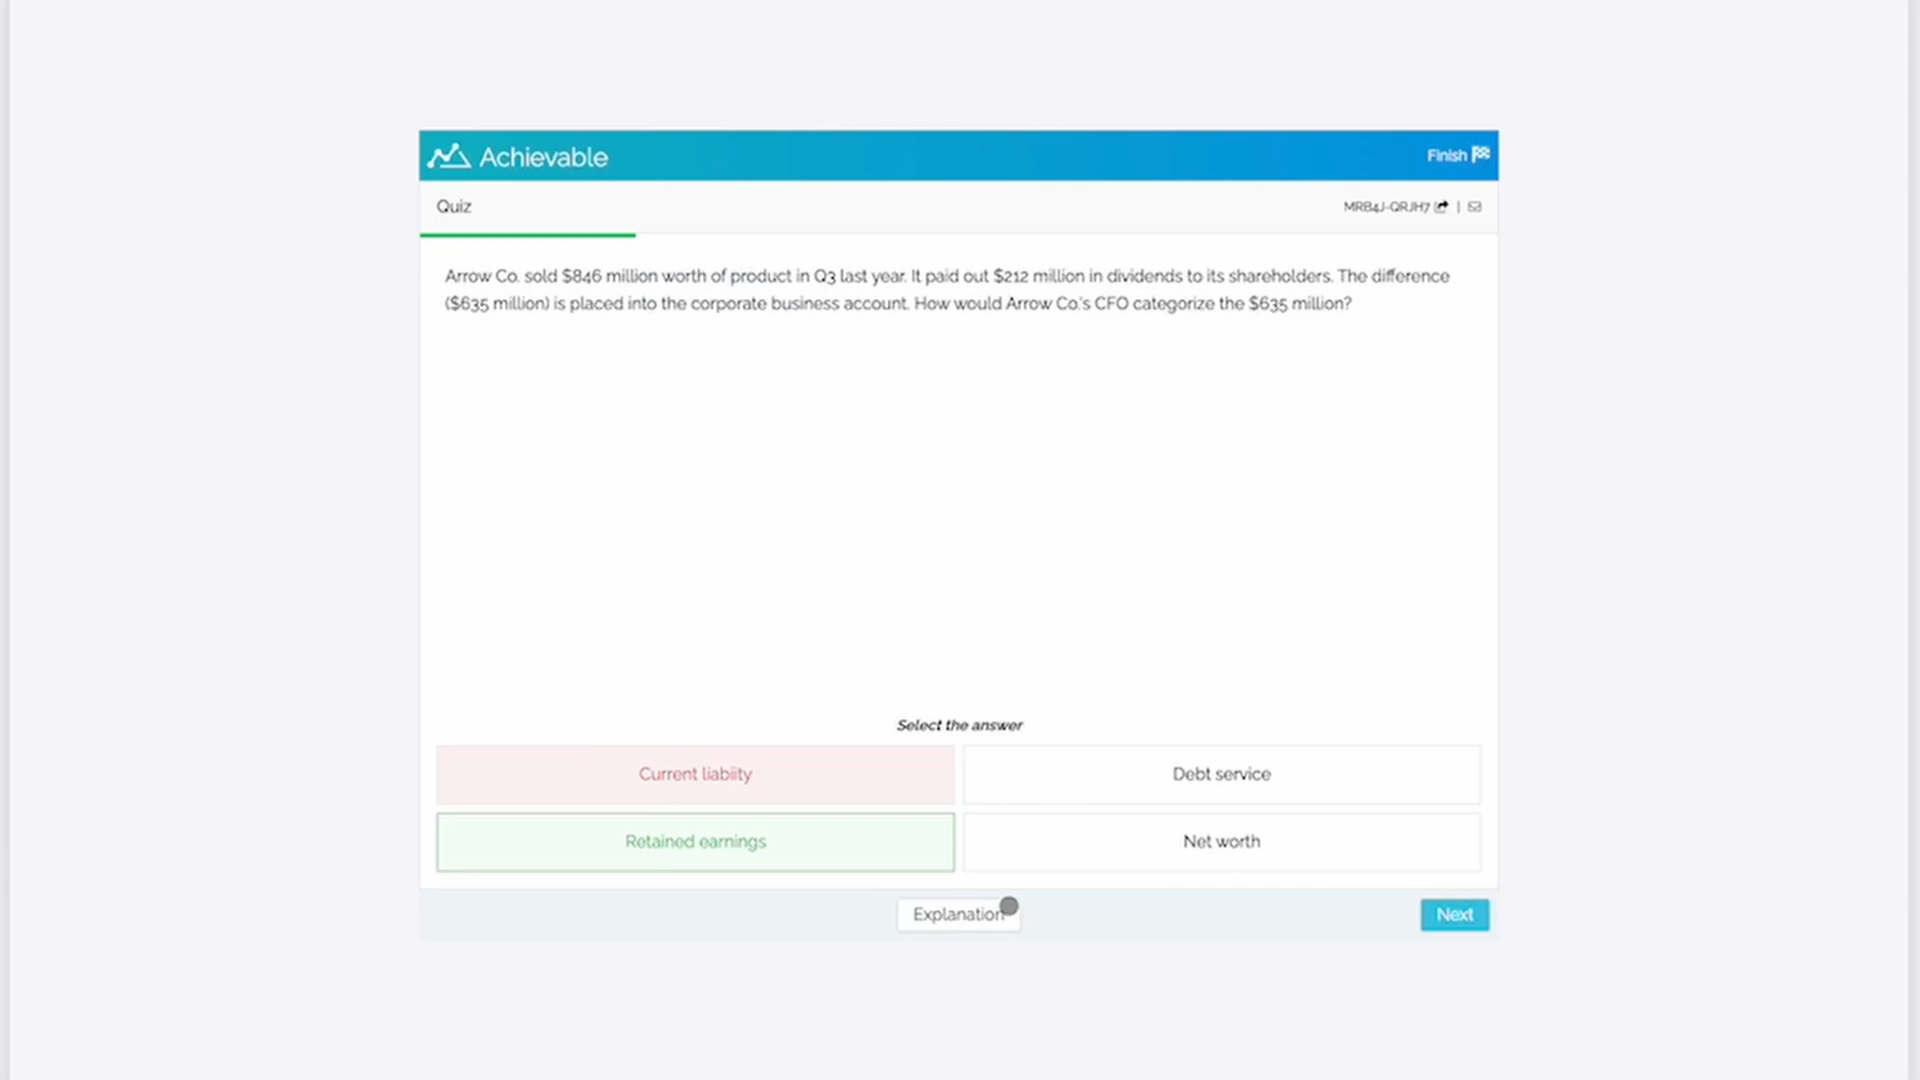 Achievable
Finish
Quiz
MRB4J-QRJH7 |
Arrow Co. sold $846 million worth of product in Q3 last year. It paid out $212 million in dividends to its shareholders. The difference
($635 million) is placed into the corporate business account. How would Arrow Co.'s CFO categorize the $635 million?
Select the answer
Current liabiity
Debt service
Retained earnings
Net worth
Explanation
Next